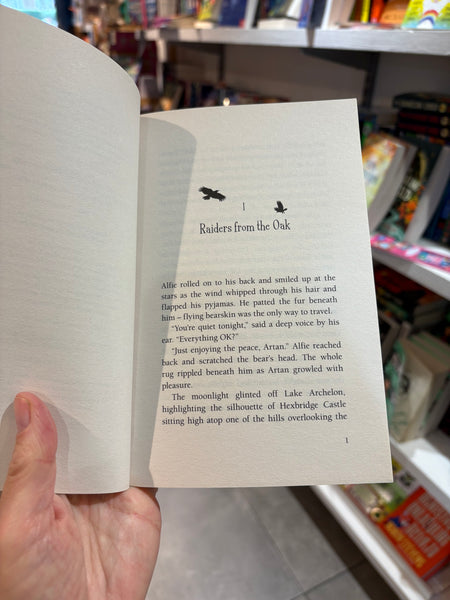 1
Raiders from the Oak
Alfie rolled on to his back and smiled up at the
stars as the wind whipped through his hair and
flapped his pyjamas. He patted the fur beneath
him – flying bearskin was the only way to travel.
“You’re quiet tonight,” said a deep voice by his
ear. “Everything OK?”
“Just enjoying the peace, Artan.” Alfie reached
back and scratched the bear’s head. The whole
rug rippled beneath him as Artan growled with
pleasure.
The moonlight glinted off Lake Archelon,
highlighting the silhouette of Hexbridge Castle
sitting high atop one of the hills overlooking the
1